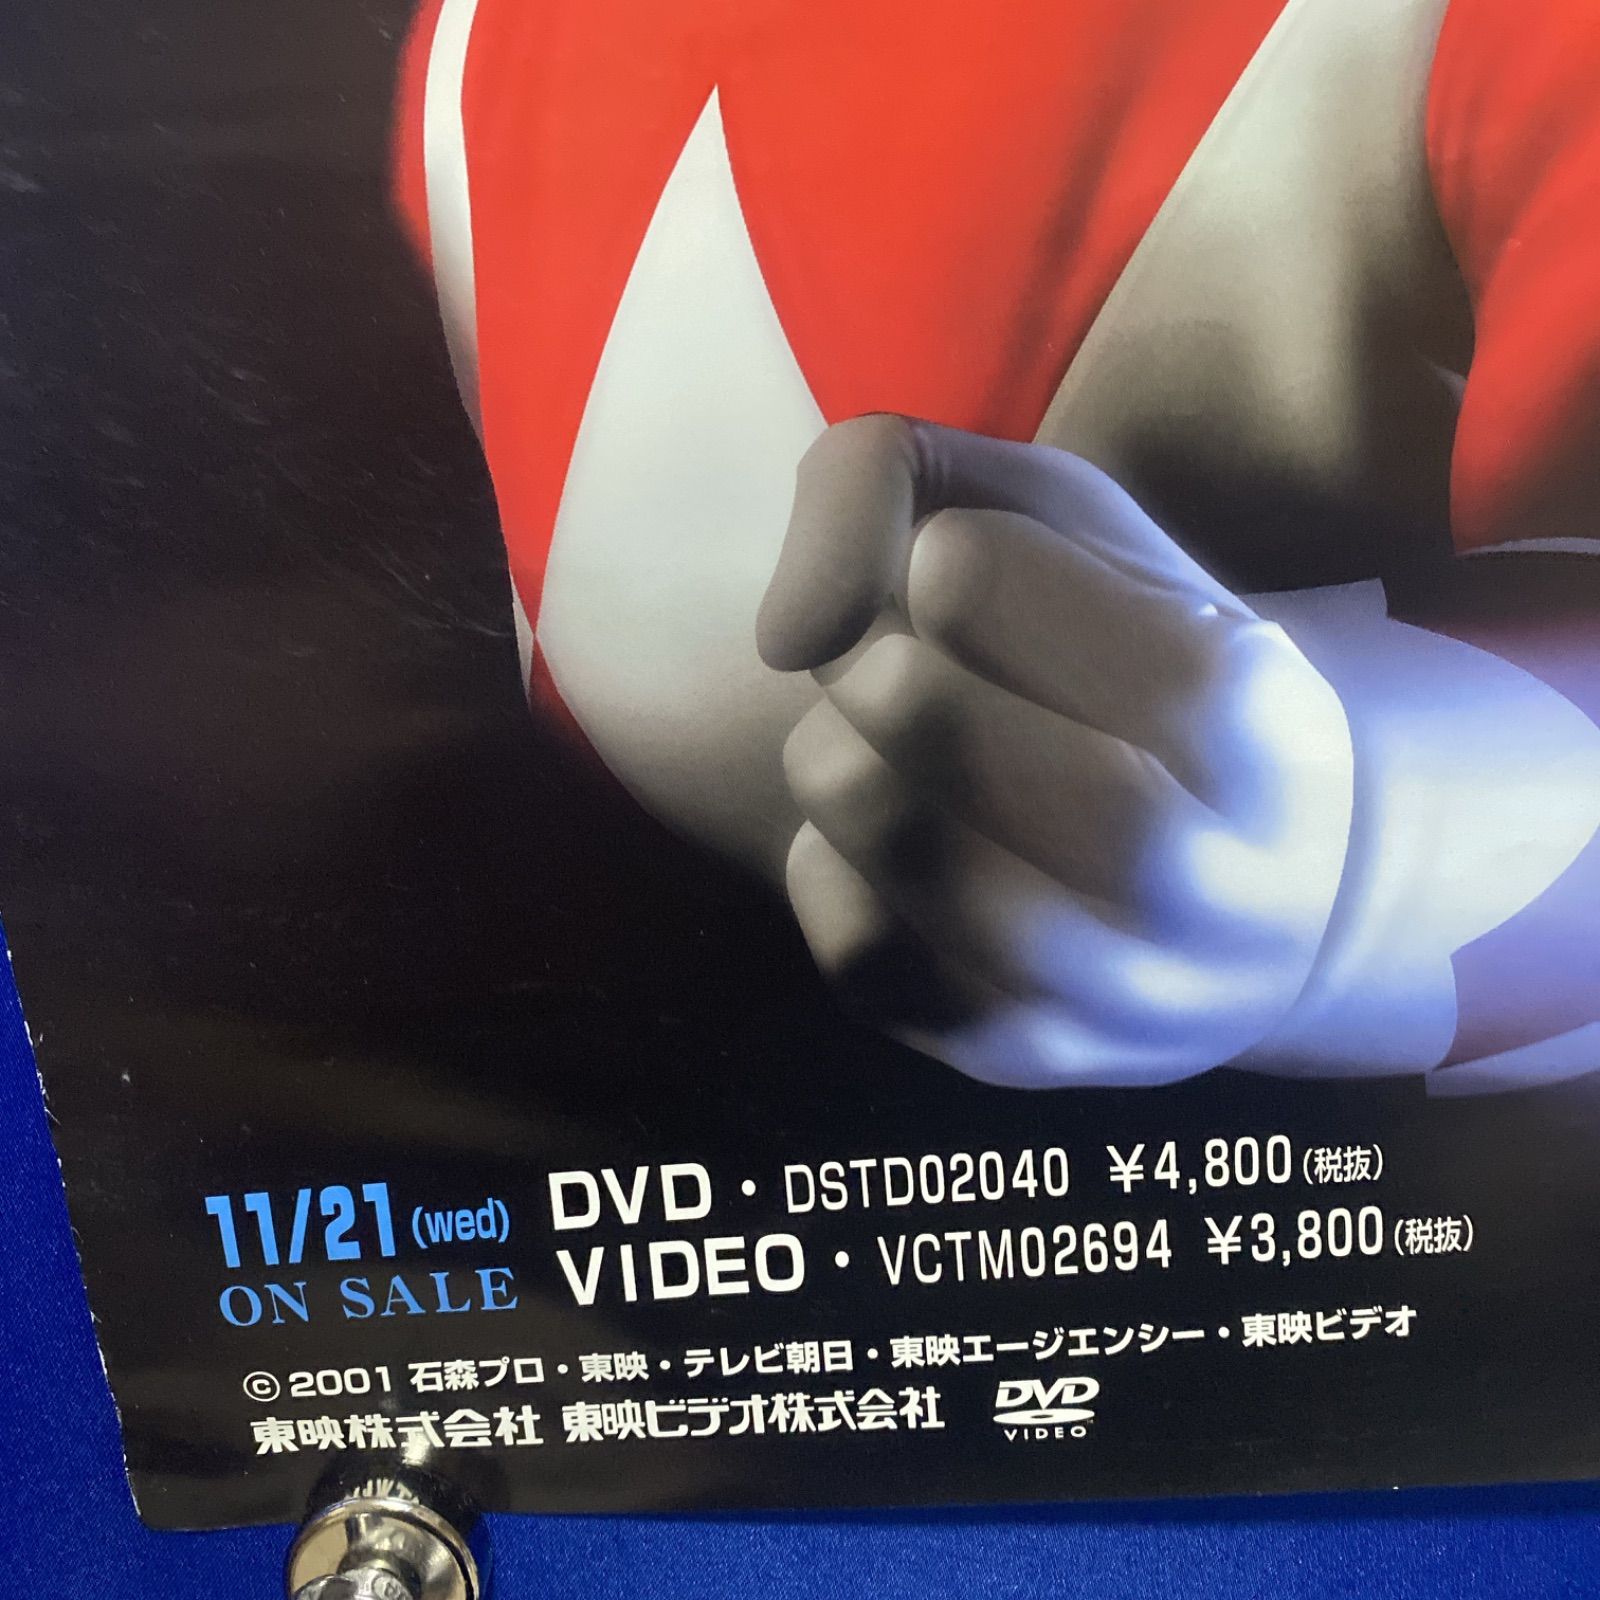 11/21(wed)
ON SALE
DVD・DSTD02040 ¥4,800(税抜)
VIDEO・VCTM02694 ¥3,800(税抜)
©2001 石森プロ・東映・テレビ朝日・東映エージエンシー・東映ビデオ
東映株式会社 東映ビデオ株式会社
DVD
VIDEO